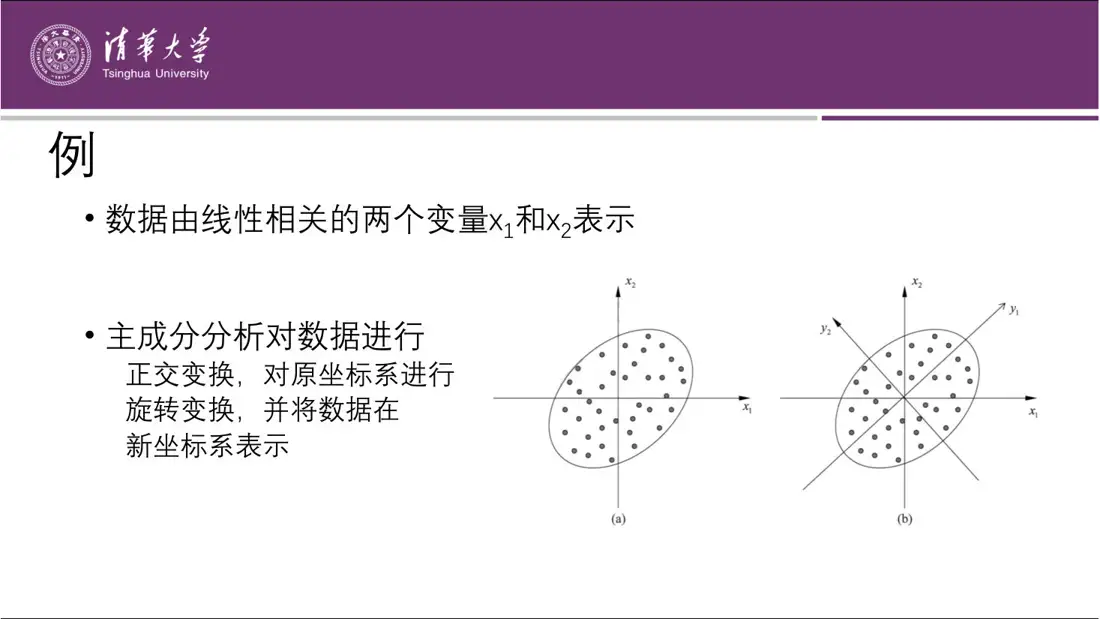 清华大学
Tsinghua University
例
• 数据由线性相关的两个变量x₁和x₂表示
• 主成分分析对数据进行
正交变换，对原坐标系进行
旋转变换，并将数据在
新坐标系表示
x₂
x₁
(a)
x₂
y₁
y₂
x₁
(b)